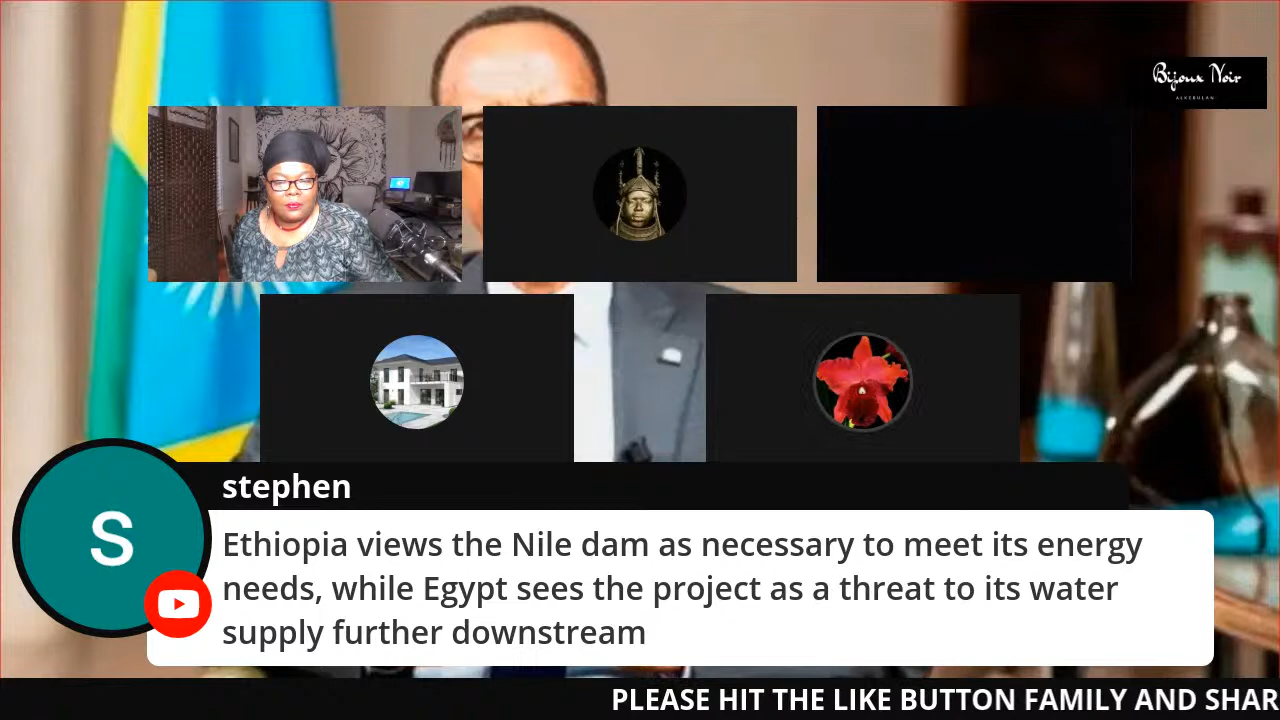 Bijoux Noir
ALKEBULAN
S
stephen
Ethiopia views the Nile dam as necessary to meet its energy
needs, while Egypt sees the project as a threat to its water
supply further downstream
PLEASE HIT THE LIKE BUTTON FAMILY AND SHAR